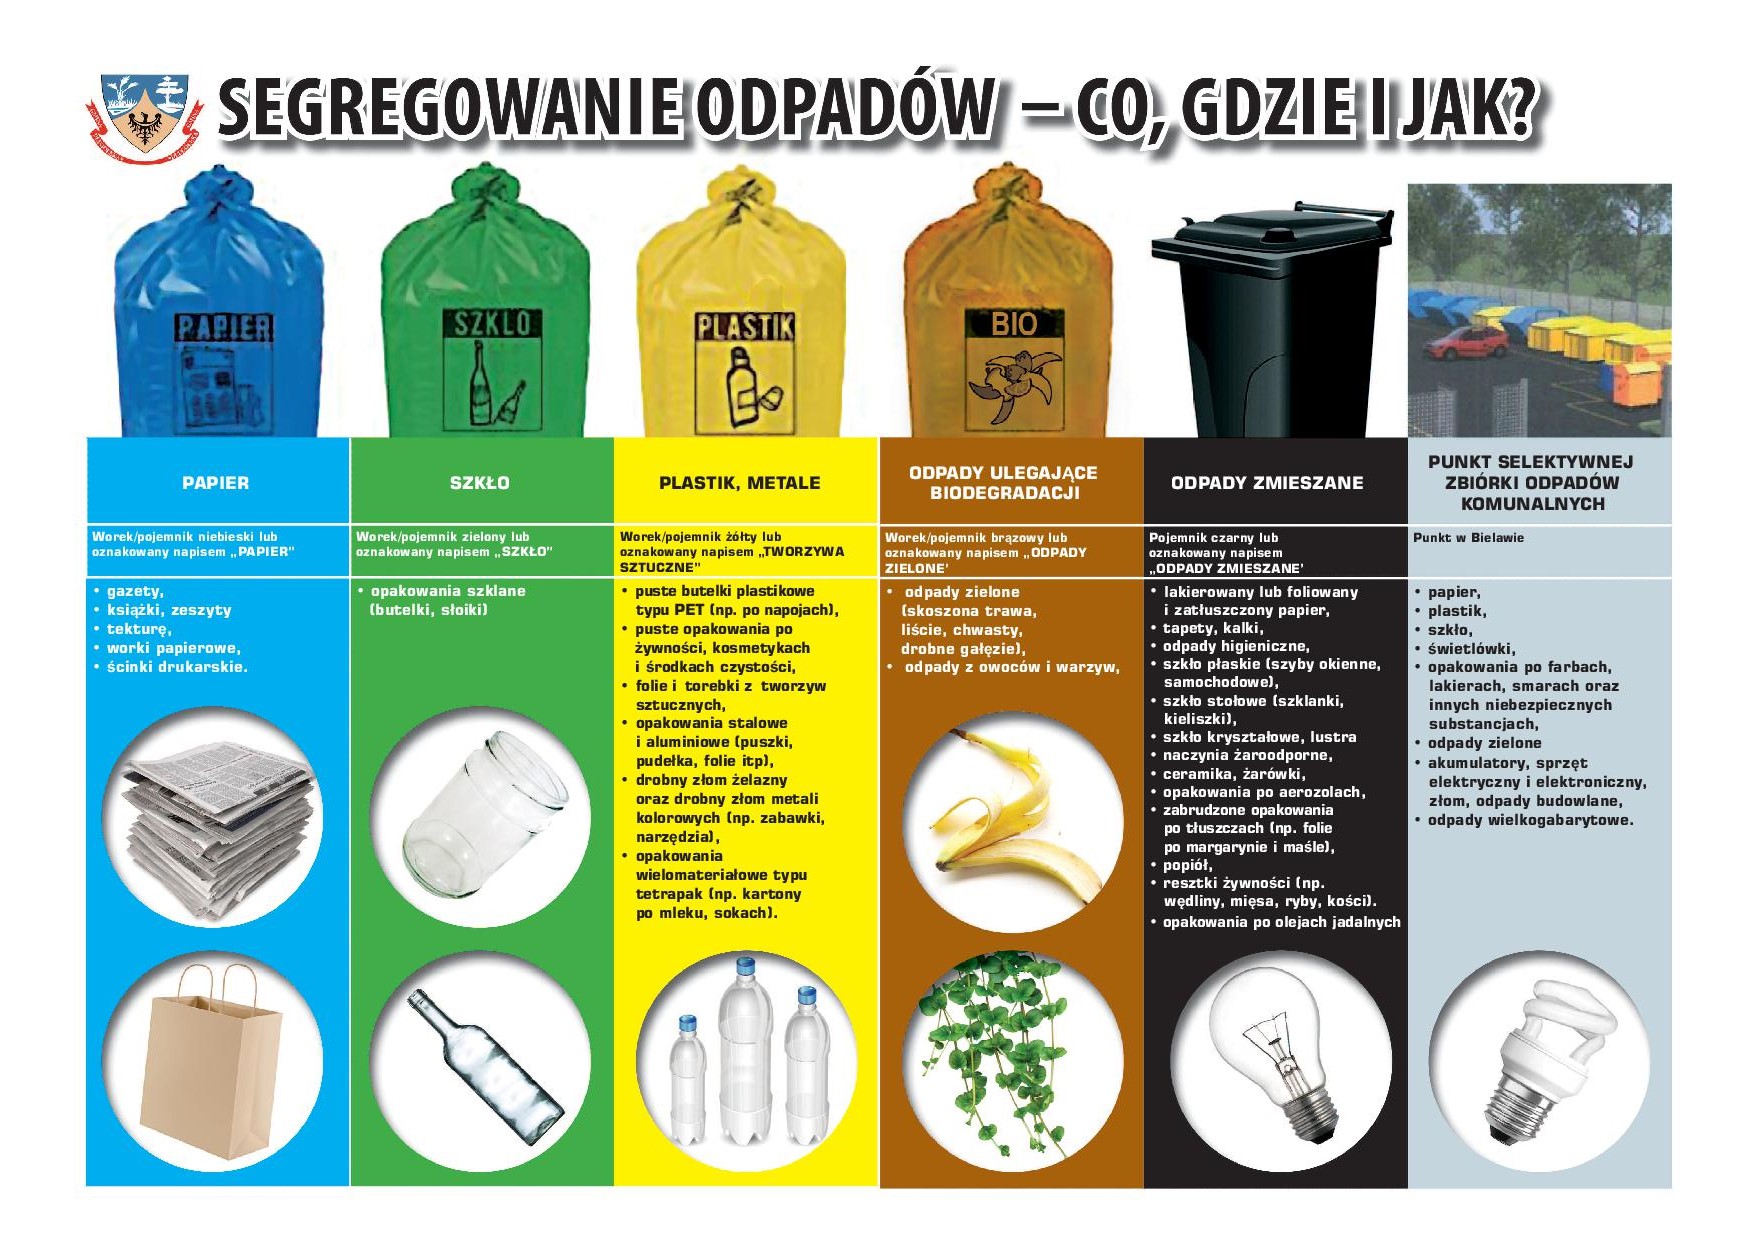 SEGREGOWANIE ODPADÓW – CO, GDZIE I JAK?
PAPIER
SZKLO
PLASTIK
BIO
PAPIER
Worek/pojemnik niebieski lub
oznakowany napisem „PAPIER”
• gazety,
• książki, zeszyty
• tekturę,
• worki papierowe,
• ścinki drukarskie.
SZKŁO
Worek/pojemnik zielony lub
oznakowany napisem „SZKŁO”
• opakowania szklane
(butelki, słoiki)
PLASTIK, METALE
Worek/pojemnik żółty lub
oznakowany napisem „TWORZYWA
SZTUCZNE”
• puste butelki plastikowe
typu PET (np. po napojach),
• puste opakowania po
żywności, kosmetykach
i środkach czystości,
• folie i torebki z tworzyw
sztucznych,
• opakowania stalowe
i aluminiowe (puszki,
pudełka, folie itp),
• drobny złom żelazny
oraz drobny złom metali
kolorowych (np. zabawki,
narzędzia),
• opakowania
wielomateriałowe typu
tetrapak (np. kartony
po mleku, sokach).
ODPADY ULEGAJĄCE
BIODEGRADACJI
Worek/pojemnik brązowy lub
oznakowany napisem „ODPADY
ZIELONE’
• odpady zielone
(skoszona trawa,
liście, chwasty,
drobne gałęzie),
• odpady z owoców i warzyw,
ODPADY ZMIESZANE
Pojemnik czarny lub
oznakowany napisem
„ODPADY ZMIESZANE’
• lakierowany lub foliowany
i zatłuszczony papier,
• tapety, kalki,
• odpady higieniczne,
• szkło płaskie (szyby okienne,
samochodowe),
• szkło stołowe (szklanki,
kieliszki),
• szkło kryształowe, lustra
• naczynia żaroodporne,
• ceramika, żarówki,
• opakowania po aerozolach,
• zabrudzone opakowania
po tłuszczach (np. folie
po margarynie i maśle),
• popiół,
• resztki żywności (np.
wędliny, mięsa, ryby, kości).
• opakowania po olejach jadalnych
PUNKT SELEKTYWNEJ
ZBIÓRKI ODPADÓW
KOMUNALNYCH
Punkt w Bielawie
• papier,
• plastik,
• szkło,
• świetlówki,
• opakowania po farbach,
lakierach, smarach oraz
innych niebezpiecznych
substancjach,
• odpady zielone
• akumulatory, sprzęt
elektryczny i elektroniczny,
złom, odpady budowlane,
• odpady wielkogabarytowe.